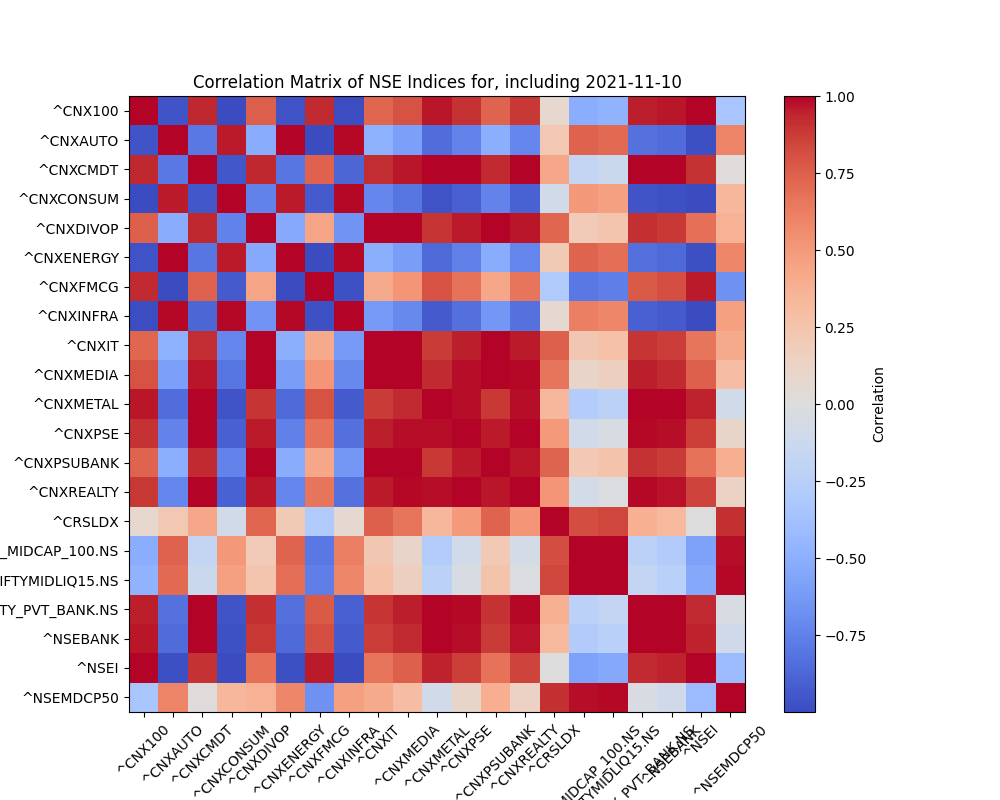 Correlation Matrix of NSE Indices for, including 2021-11-10
^CNX100
^CNXAUTO
^CNXCMDT
^CNXCONSUM
^CNXDIVOP
^CNXENERGY
^CNXFMCG
^CNXINFRA
^CNXIT
^CNXMEDIA
^CNXMETAL
^CNXPSE
^CNXPSUBANK
^CNXREALTY
^CRSLDX
_MIDCAP_100.NS
IFTYMIDLIQ15.NS
TY_PVT_BANK.NS
^NSEBANK
^NSEI
^NSEMDCP50
^CNX100
^CNXAUTO
^CNXCMDT
^CNXCONSUM
^CNXDIVOP
^CNXENERGY
^CNXFMCG
^CNXINFRA
^CNXIT
^CNXMEDIA
^CNXMETAL
^CNXPSE
^CNXPSUBANK
^CNXREALTY
^CRSLDX
MIDCAP_100.NS
TYMIDLIQ15.NS
PVT_BANK.NS
^NSEBANK
^NSEI
^NSEMDCP50
1.00
0.75
0.50
0.25
0.00
−0.25
−0.50
−0.75
Correlation